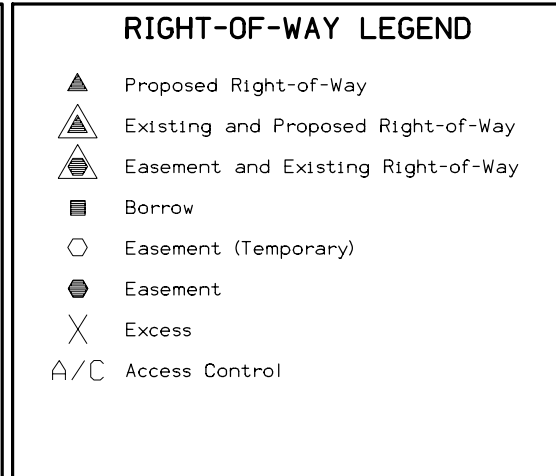 RIGHT-OF-WAY LEGEND
Proposed Right-of-Way
Existing and Proposed Right-of-Way
Easement and Existing Right-of-Way
Borrow
Easement (Temporary)
Easement
X Excess
A/C Access Control